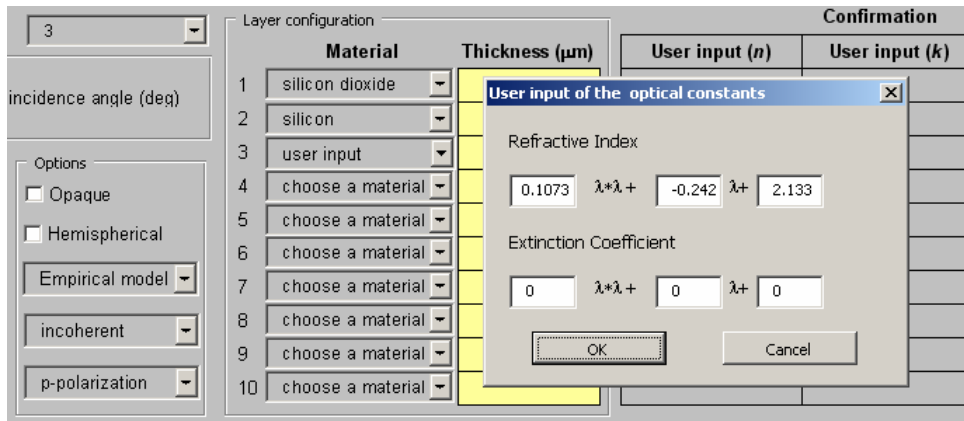 3
incidence angle (deg)
Options
Opaque
Hemispherical
Empirical model
incoherent
p-polarization
Layer configuration
Material Thickness (µm)
1 silicon dioxide
2 silicon
3 user input
4 choose a material
5 choose a material
6 choose a material
7 choose a material
8 choose a material
9 choose a material
10 choose a material
Confirmation
User input (n) User input (k)
User input of the optical constants
Refractive Index
0.1073 λ*λ + -0.242 λ+ 2.133
Extinction Coefficient
0 λ*λ + 0 λ+ 0
OK Cancel